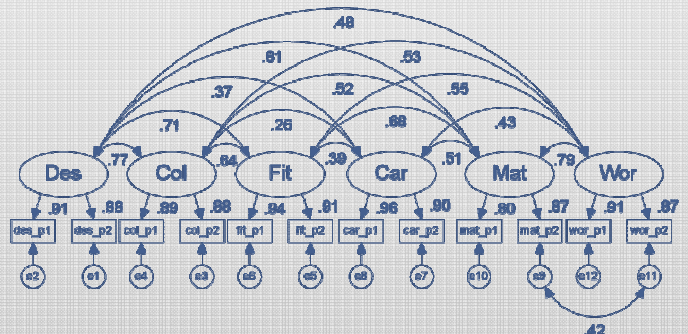 .48
.61 .53
.37 .52 .55
.71 .26 .68 .43
.77 .64 .39 .51 .79
Des Col Fit Car Mat Wor
.91 .88 .89 .88 .94 .81 .96 .90 .80 .87 .91 .87
des_p1 des_p2 col_p1 col_p2 fit_p1 fit_p2 car_p1 car_p2 mat_p1 mat_p2 wor_p1 wor_p2
e2 e1 e4 e3 e6 e5 e8 e7 e10 e9 e12 e11
.42